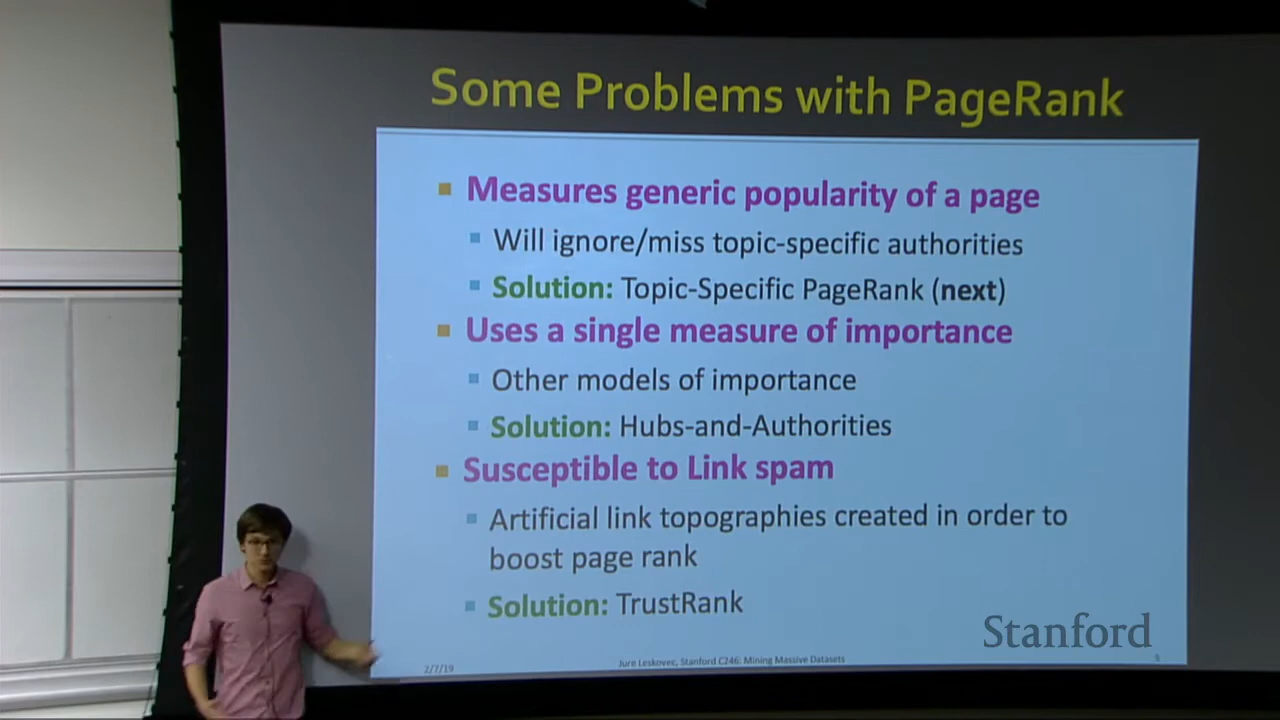 Some Problems with PageRank
Measures generic popularity of a page
Will ignore/miss topic-specific authorities
Solution: Topic-Specific PageRank (next)
Uses a single measure of importance
Other models of importance
Solution: Hubs-and-Authorities
Susceptible to Link spam
Artificial link topographies created in order to
boost page rank
Solution: TrustRank
Stanford
2/7/19
Jure Leskovec, Stanford C246: Mining Massive Datasets
9